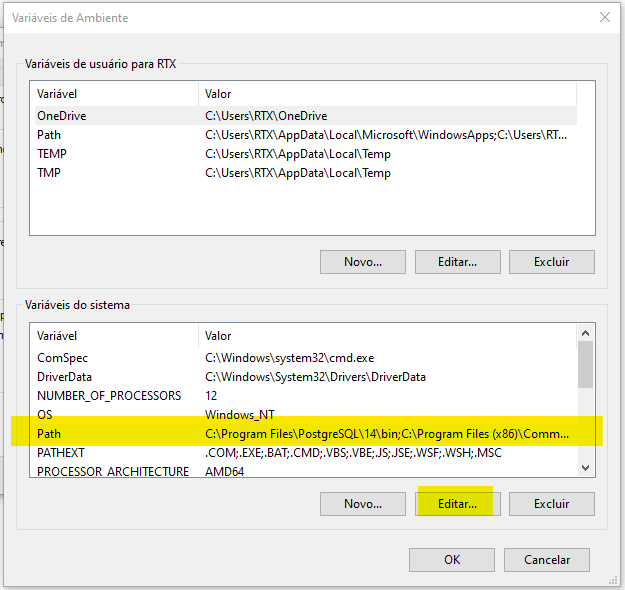 Variáveis de Ambiente
Variáveis de usuário para RTX
Variável Valor
OneDrive C:\Users\RTX\OneDrive
Path C:\Users\RTX\AppData\Local\Microsoft\WindowsApps;C:\Users\RT...
TEMP C:\Users\RTX\AppData\Local\Temp
TMP C:\Users\RTX\AppData\Local\Temp
Novo... Editar... Excluir
Variáveis do sistema
Variável Valor
ComSpec C:\Windows\system32\cmd.exe
DriverData C:\Windows\System32\Drivers\DriverData
NUMBER_OF_PROCESSORS 12
OS Windows_NT
Path C:\Program Files\PostgreSQL\14\bin;C:\Program Files (x86)\Comm...
PATHEXT .COM;.EXE;.BAT;.CMD;.VBS;.VBE;.JS;.JSE;.WSF;.WSH;.MSC
PROCESSOR_ARCHITECTURE AMD64
Novo... Editar... Excluir
OK Cancelar